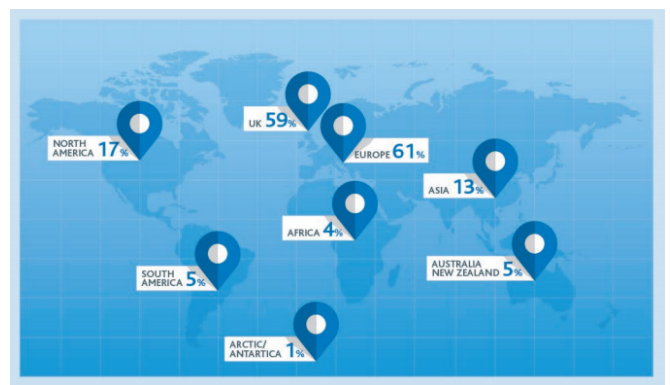 UK 59%
NORTH
AMERICA 17%
EUROPE 61%
ASIA 13%
AFRICA 4%
SOUTH
AMERICA 5%
AUSTRALIA
NEW ZEALAND 5%
ARCTIC/
ANTARTICA 1%